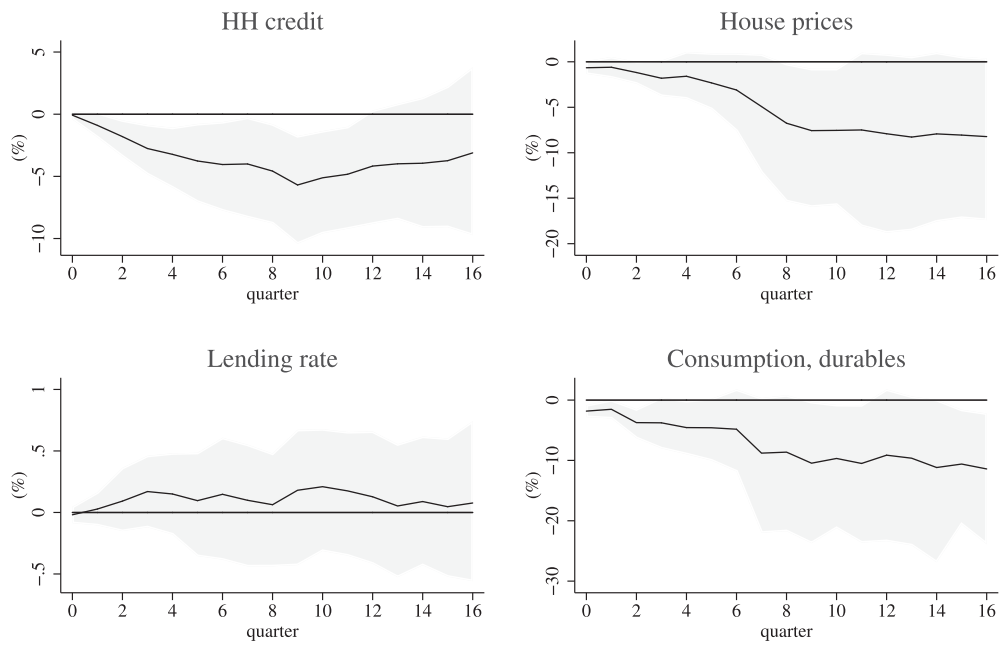 HH credit
(%)
5
0
−5
−10
0 2 4 6 8 10 12 14 16
quarter
House prices
(%)
0
−5
−10
−15
−20
0 2 4 6 8 10 12 14 16
quarter
Lending rate
(%)
1
.5
0
−.5
0 2 4 6 8 10 12 14 16
quarter
Consumption, durables
(%)
0
−10
−20
−30
0 2 4 6 8 10 12 14 16
quarter